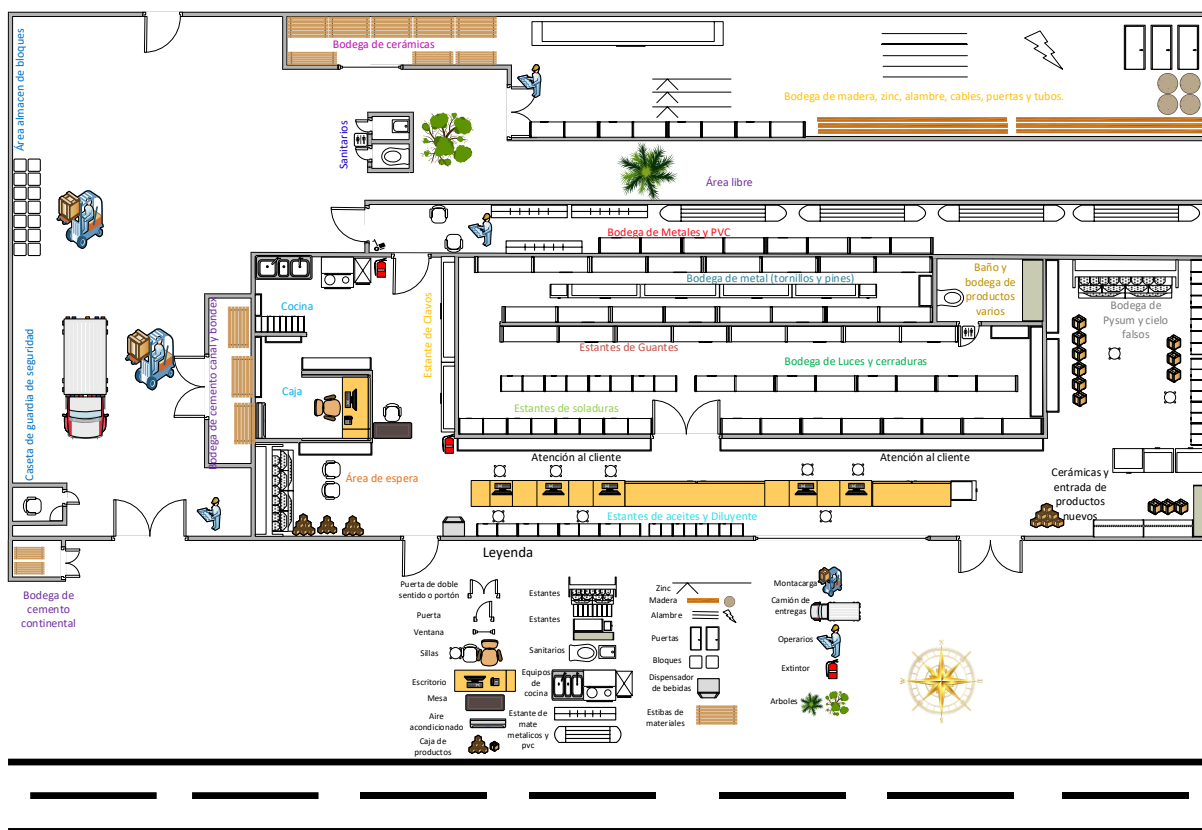 Bodega de cerámicas
Área almacen de bloques
Bodega de madera, zinc, alambre, cables, puertas y tubos.
Sanitarios
Área libre
Bodega de Metales y PVC
Bodega de metal (tornillos y pines)
Baño y
bodega de
productos
varios
Bodega de
Pysum y cielo
falsos
Cocina
Estante de Clavos
Bodega de cemento canal y bondex
Caseta de guardia de seguridad
Estantes de Guantes
Bodega de Luces y cerraduras
Caja
Estantes de soladuras
Atención al cliente
Atención al cliente
Área de espera
Cerámicas y
entrada de
productos
nuevos
Estantes de aceites y Diluyente
Bodega de
cemento
continental
Leyenda
Puerta de doble
sentido o portón
Puerta
Ventana
Sillas
Escritorio
Mesa
Aire
acondicionado
Caja de
productos
Estantes
Estantes
Sanitarios
Equipos
de
cocina
Estante de
mate
metalicos y
pvc
Zinc
Madera
Alambre
Puertas
Bloques
Dispensador
de bebidas
Estibas de
materiales
Montacarga
Camión de
entregas
Operarios
Extintor
Arboles